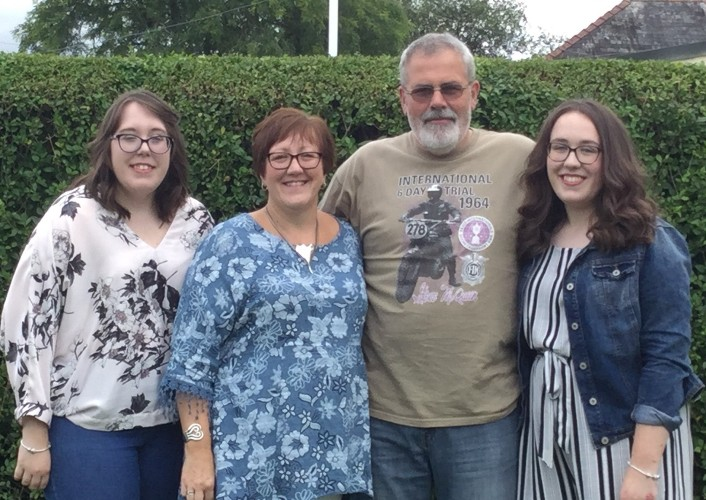 INTERNATIONAL
6-DAY TRIAL
1964
278